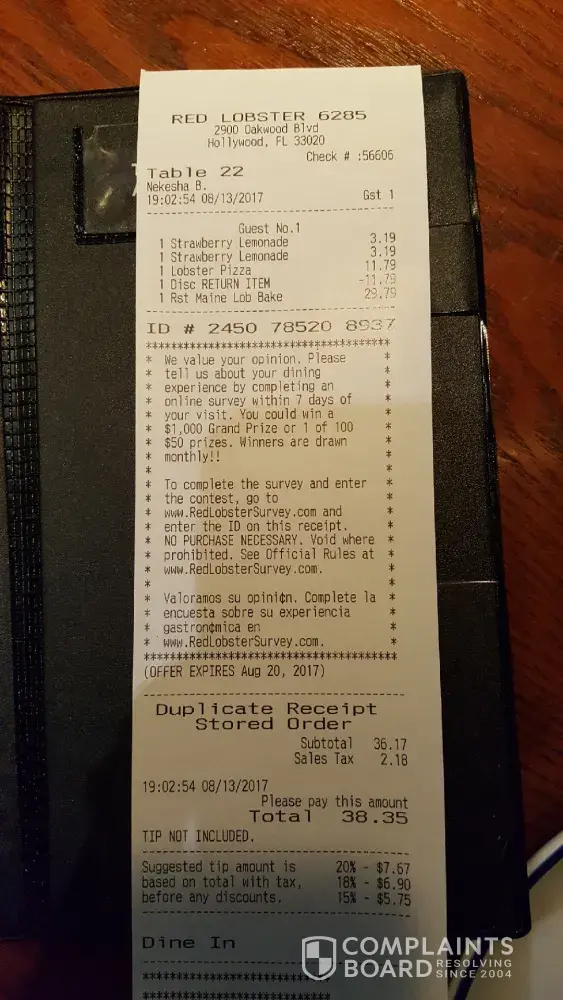 RED LOBSTER 6285
2900 Oakwood Blvd
Hollywood, FL 33020
Check # :56606
Table 22
Nekesha B.
19:02:54 08/13/2017 Gst 1
--------------------------------
Guest No.1
1 Strawberry Lemonade 3.19
1 Strawberry Lemonade 3.19
1 Lobster Pizza 11.79
1 Disc RETURN ITEM -11.79
1 Rst Maine Lob Bake 29.79
--------------------------------
ID # 2450 78520 8937
****************************************
* We value your opinion. Please *
* tell us about your dining *
* experience by completing an *
* online survey within 7 days of *
* your visit. You could win a *
* $1,000 Grand Prize or 1 of 100 *
* $50 prizes. Winners are drawn *
* monthly!! *
* *
* To complete the survey and enter *
* the contest, go to *
* www.RedLobsterSurvey.com and *
* enter the ID on this receipt. *
* NO PURCHASE NECESSARY. Void where *
* prohibited. See Official Rules at *
* www.RedLobsterSurvey.com. *
* *
* Valoramos su opini¢n. Complete la *
* encuesta sobre su experiencia *
* gastron¢mica en *
* www.RedLobsterSurvey.com. *
****************************************
(OFFER EXPIRES Aug 20, 2017)
--------------------------------
Duplicate Receipt
Stored Order
Subtotal 36.17
Sales Tax 2.18
19:02:54 08/13/2017
Please pay this amount
Total 38.35
TIP NOT INCLUDED.
--------------------------------
Suggested tip amount is 20% - $7.67
based on total with tax, 18% - $6.90
before any discounts. 15% - $5.75
--------------------------------
Dine In
--------------------------------
COMPLAINTS
BOARD RESOLVING
SINCE 2004